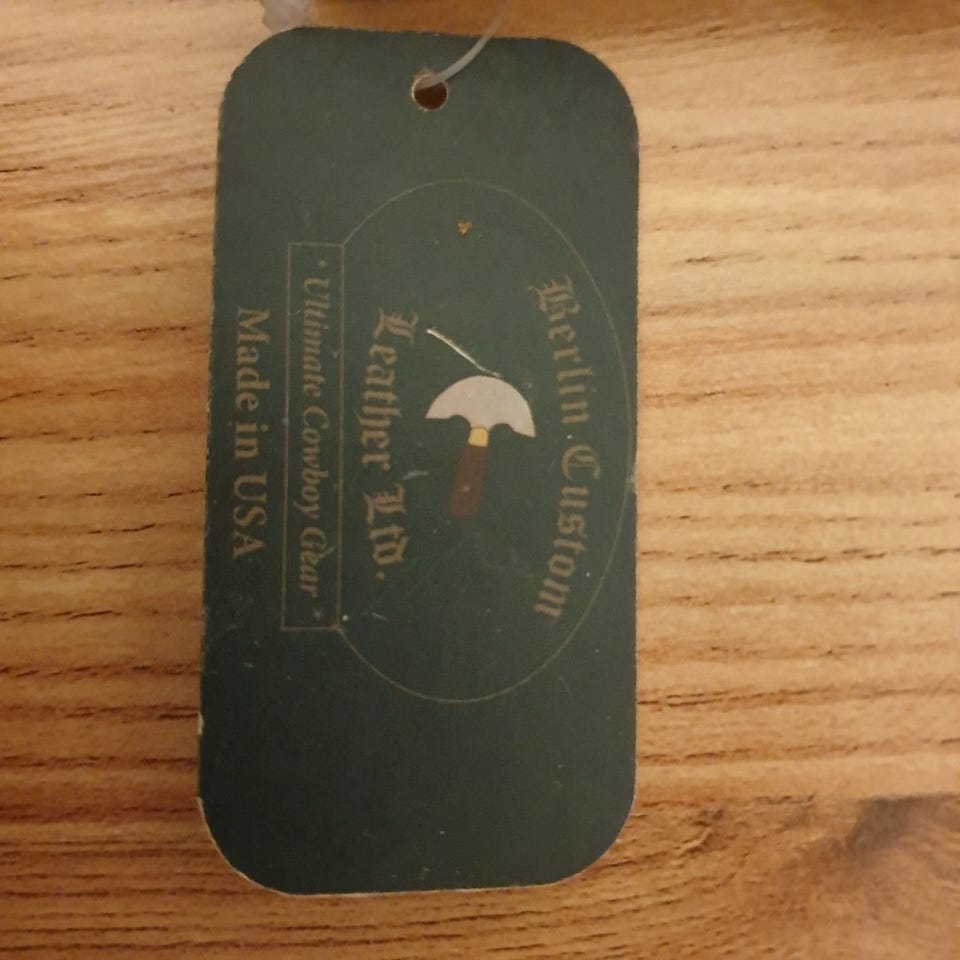 Berlin Custom
Leather Ltd.
* Ultimate Cowboy Gear *
Made in USA